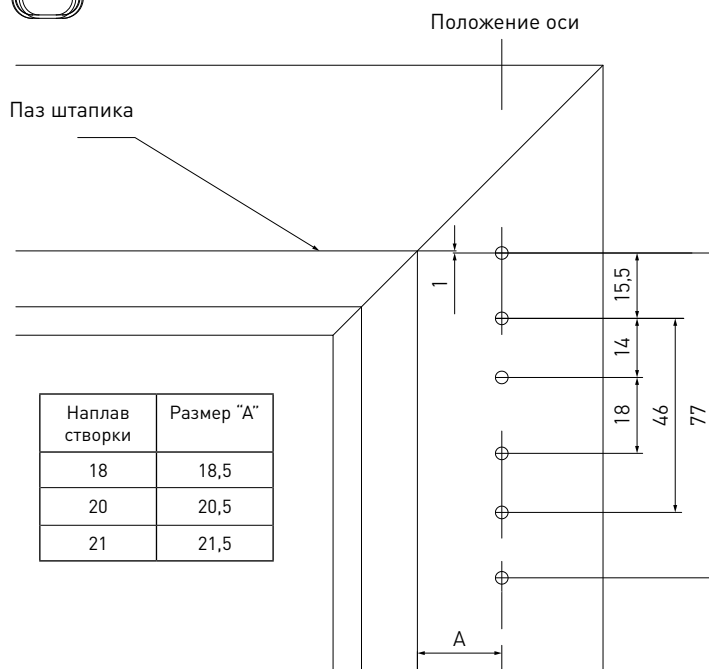 Положение оси
Паз штапика
1
15,5
14
18
46
77
Наплав створки
Размер “А”
18
18,5
20
20,5
21
21,5
А